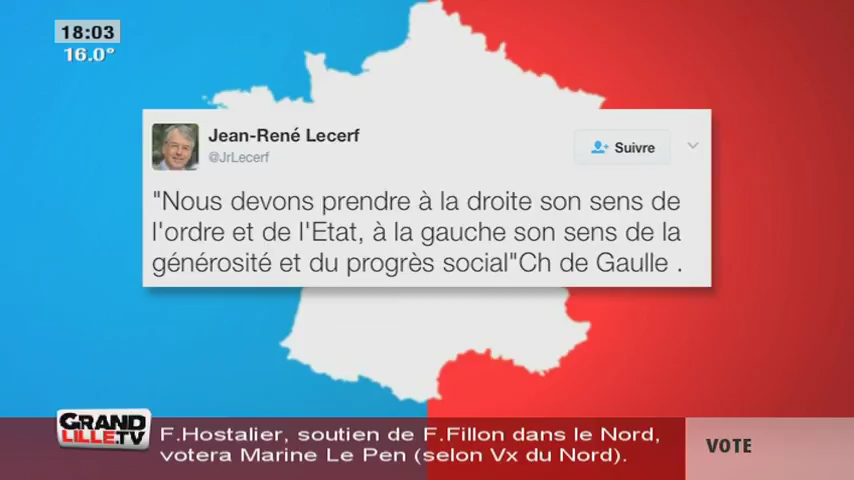 18:03
16.0°
Jean-René Lecerf
@JrLecerf
Suivre
"Nous devons prendre à la droite son sens de
l'ordre et de l'Etat, à la gauche son sens de la
générosité et du progrès social"Ch de Gaulle .
GRAND
LILLE.TV
F.Hostalier, soutien de F.Fillon dans le Nord,
votera Marine Le Pen (selon Vx du Nord).
VOTE